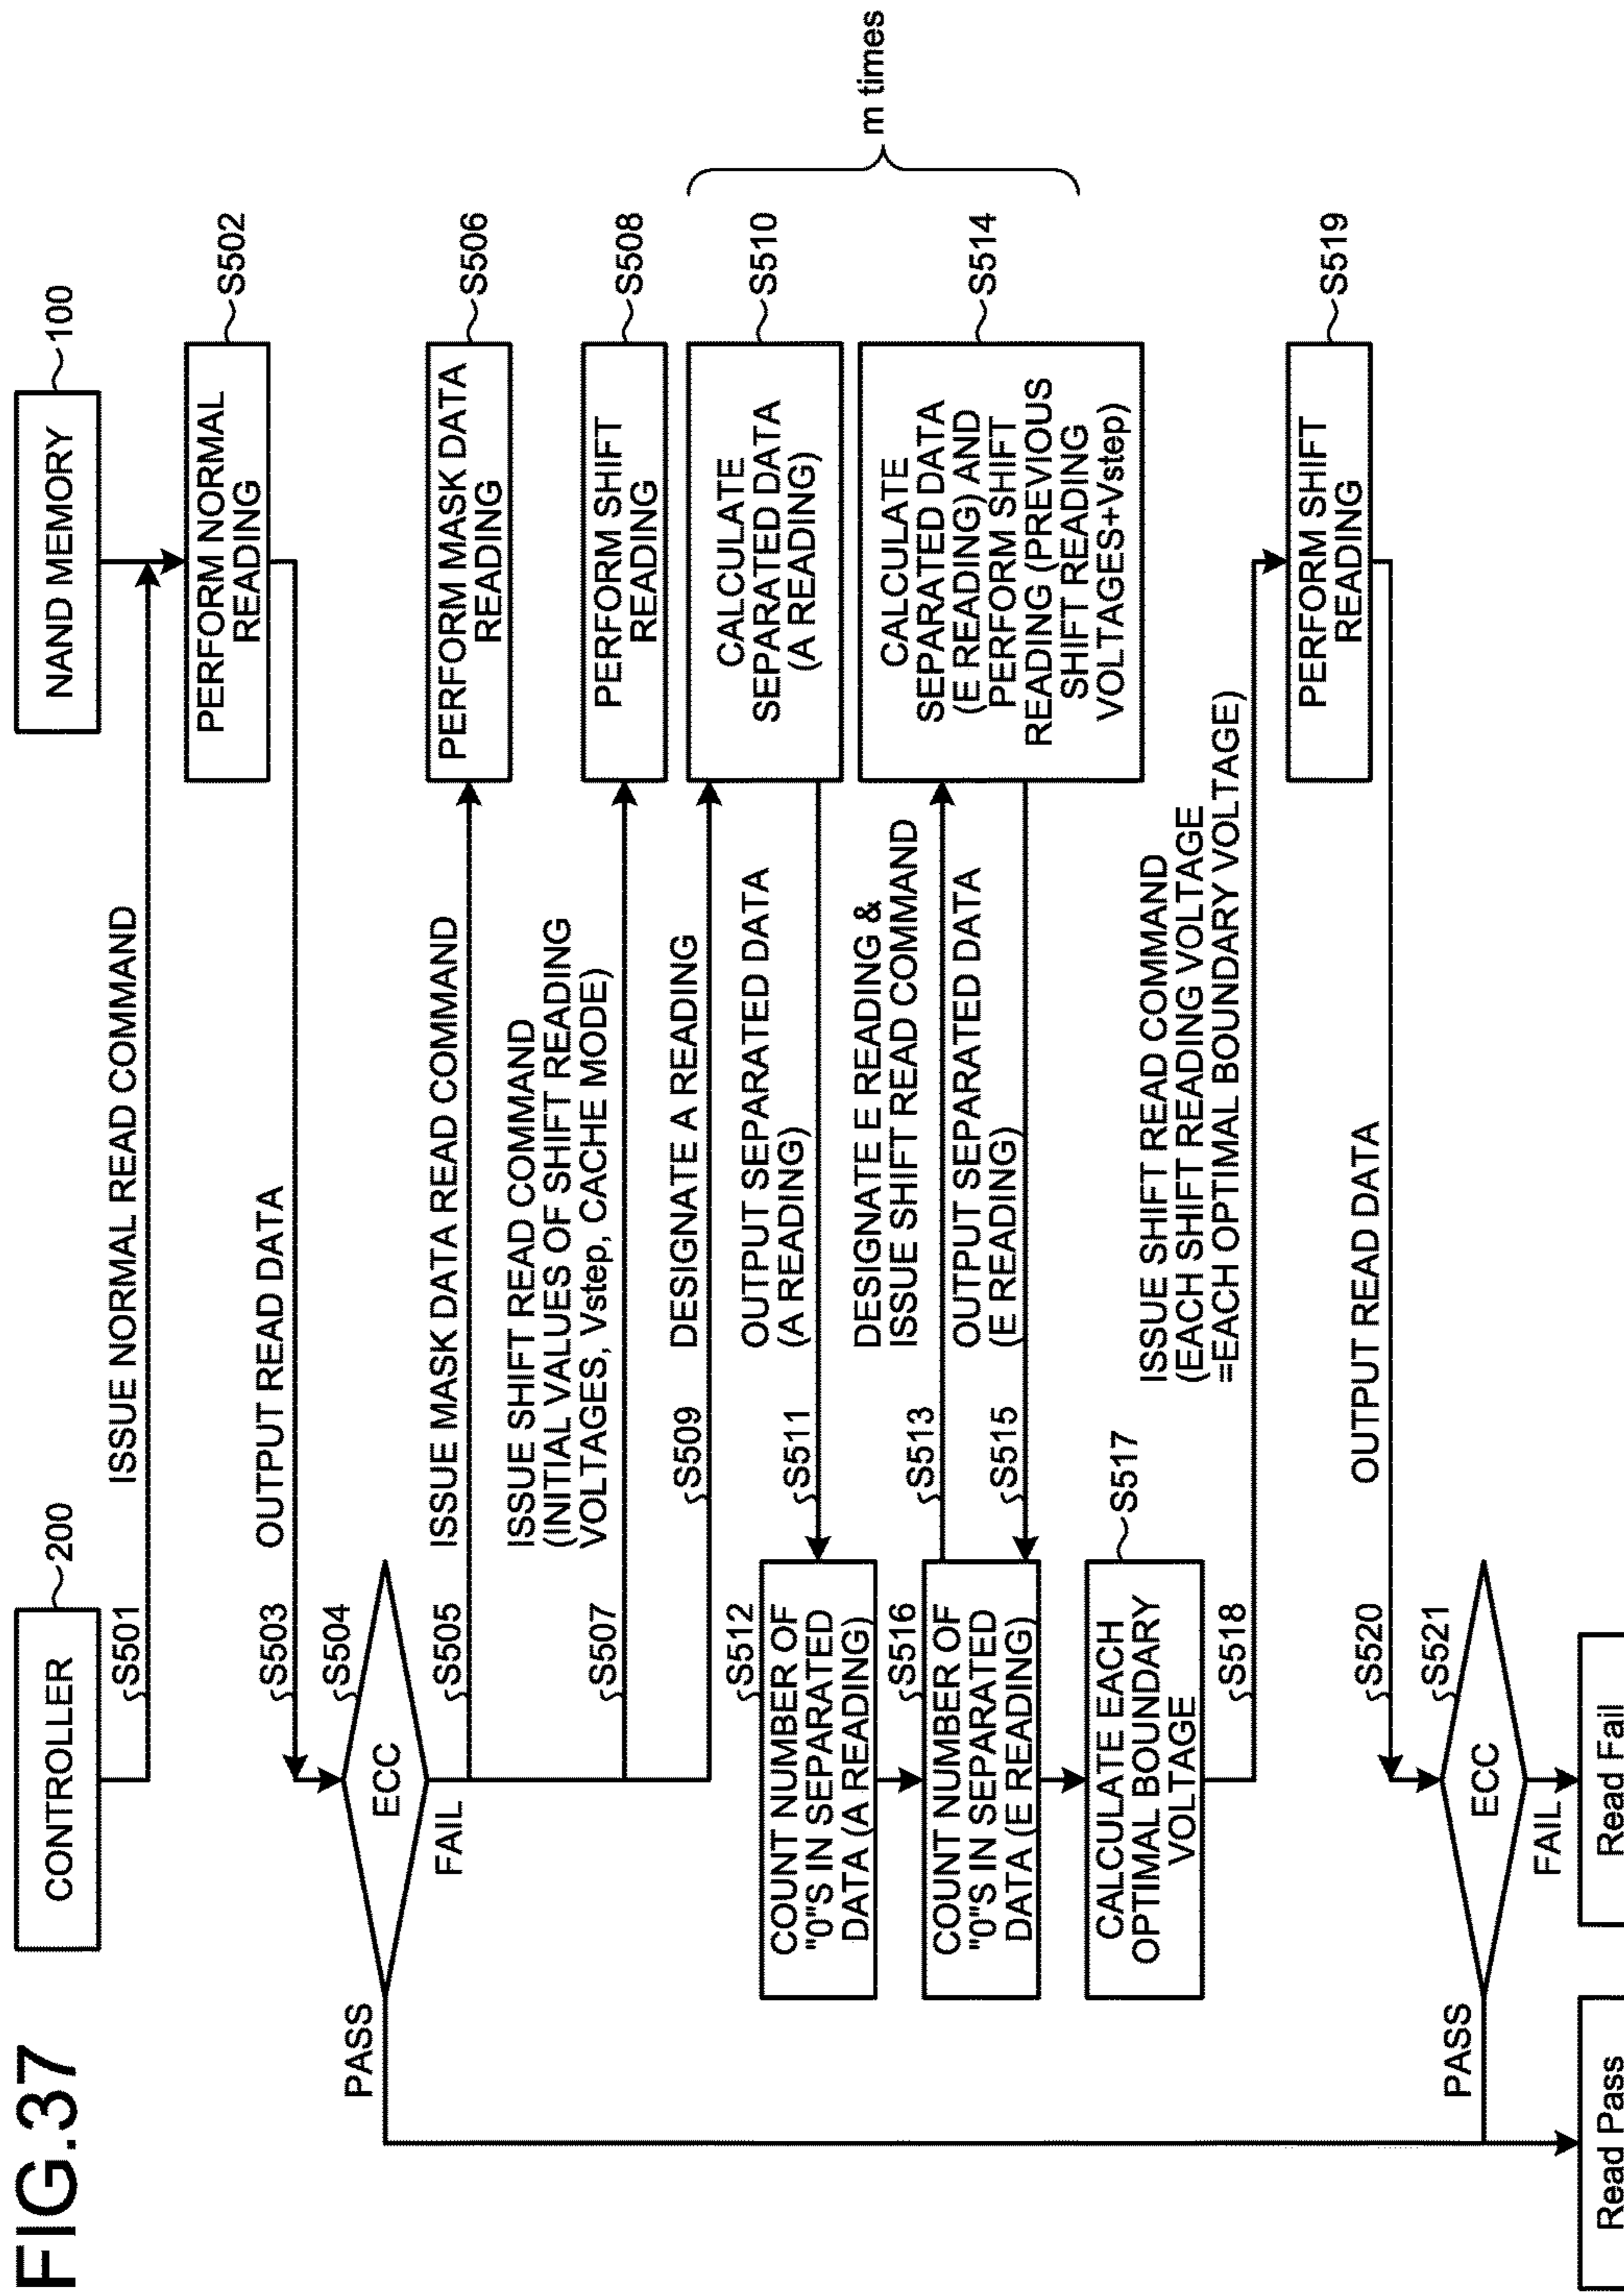 FIG.37
CONTROLLER
200
NAND MEMORY
100
S501
ISSUE NORMAL READ COMMAND
PERFORM NORMAL
READING
S502
S503
OUTPUT READ DATA
S504
ECC
PASS
FAIL
S505
ISSUE MASK DATA READ COMMAND
PERFORM MASK DATA
READING
S506
ISSUE SHIFT READ COMMAND
(INITIAL VALUES OF SHIFT READING
VOLTAGES, Vstep, CACHE MODE)
S507
PERFORM SHIFT
READING
S508
S509
DESIGNATE A READING
CALCULATE
SEPARATED DATA
(A READING)
S510
OUTPUT SEPARATED DATA
(A READING)
S511
S512
COUNT NUMBER OF
"0"S IN SEPARATED
DATA (A READING)
DESIGNATE E READING &
ISSUE SHIFT READ COMMAND
S513
CALCULATE
SEPARATED DATA
(E READING) AND
PERFORM SHIFT
READING (PREVIOUS
SHIFT READING
VOLTAGES+Vstep)
S514
m times
OUTPUT SEPARATED DATA
(E READING)
S515
S516
COUNT NUMBER OF
"0"S IN SEPARATED
DATA (E READING)
CALCULATE EACH
OPTIMAL BOUNDARY
VOLTAGE
S517
ISSUE SHIFT READ COMMAND
(EACH SHIFT READING VOLTAGE
=EACH OPTIMAL BOUNDARY VOLTAGE)
S518
PERFORM SHIFT
READING
S519
S520
OUTPUT READ DATA
S521
ECC
PASS
FAIL
Read Pass
Read Fail